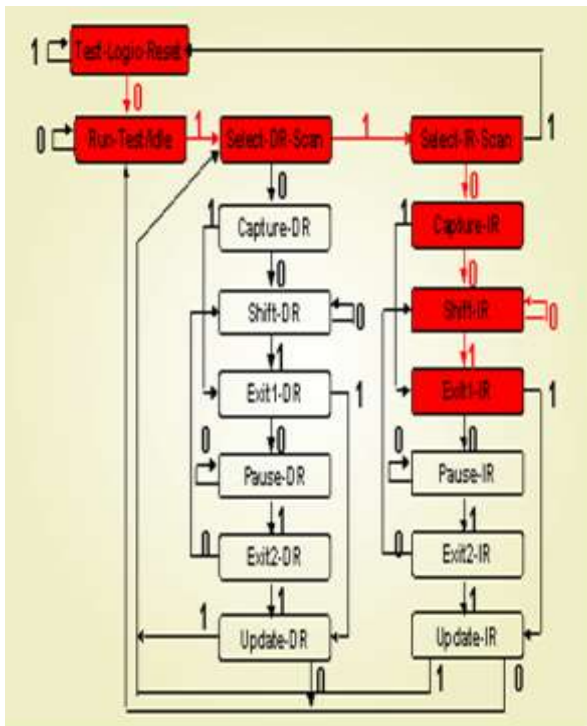 Test-Logic-Reset
1
1
0
Run-Test/Idle
0
1
Select-DR-Scan
1
Select-IR-Scan
0
0
1
Capture-DR
1
Capture-IR
0
0
Shift-DR
0
Shift-IR
0
1
1
Exit1-DR
1
Exit1-IR
1
0
0
0
0
Pause-DR
Pause-IR
1
1
0
Exit2-DR
0
Exit2-IR
1
1
1
Update-DR
Update-IR
0
1
0